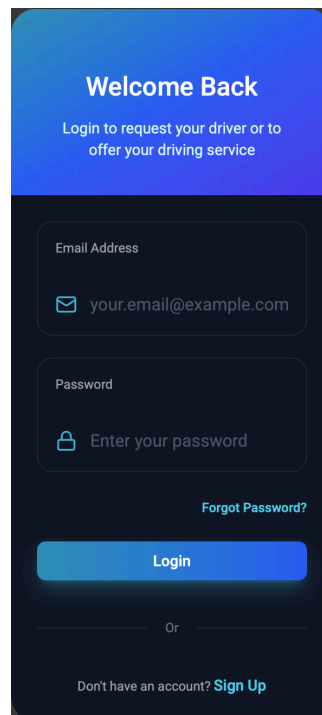 Welcome Back
Login to request your driver or to
offer your driving service
Email Address
your.email@example.com
Password
Enter your password
Forgot Password?
Login
Or
Don't have an account? Sign Up